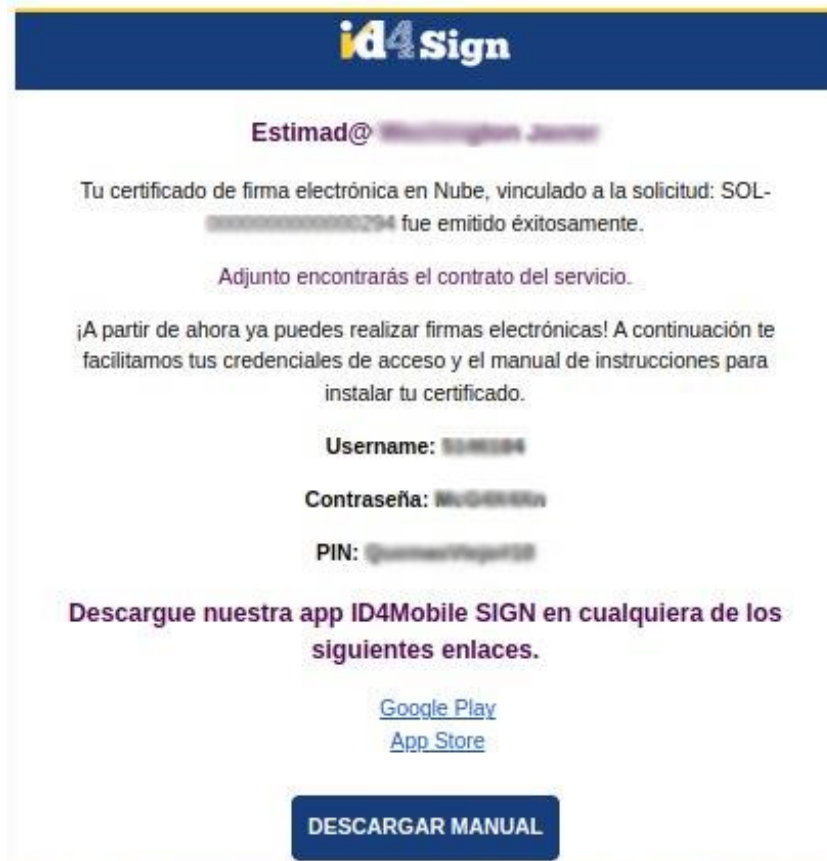 id4Sign
Estimad@
Tu certificado de firma electrónica en Nube, vinculado a la solicitud: SOL-
fue emitido éxitosamente.
Adjunto encontrarás el contrato del servicio.
¡A partir de ahora ya puedes realizar firmas electrónicas! A continuación te
facilitamos tus credenciales de acceso y el manual de instrucciones para
instalar tu certificado.
Username:
Contraseña:
PIN:
Descargue nuestra app ID4Mobile SIGN en cualquiera de los
siguientes enlaces.
Google Play
App Store
DESCARGAR MANUAL